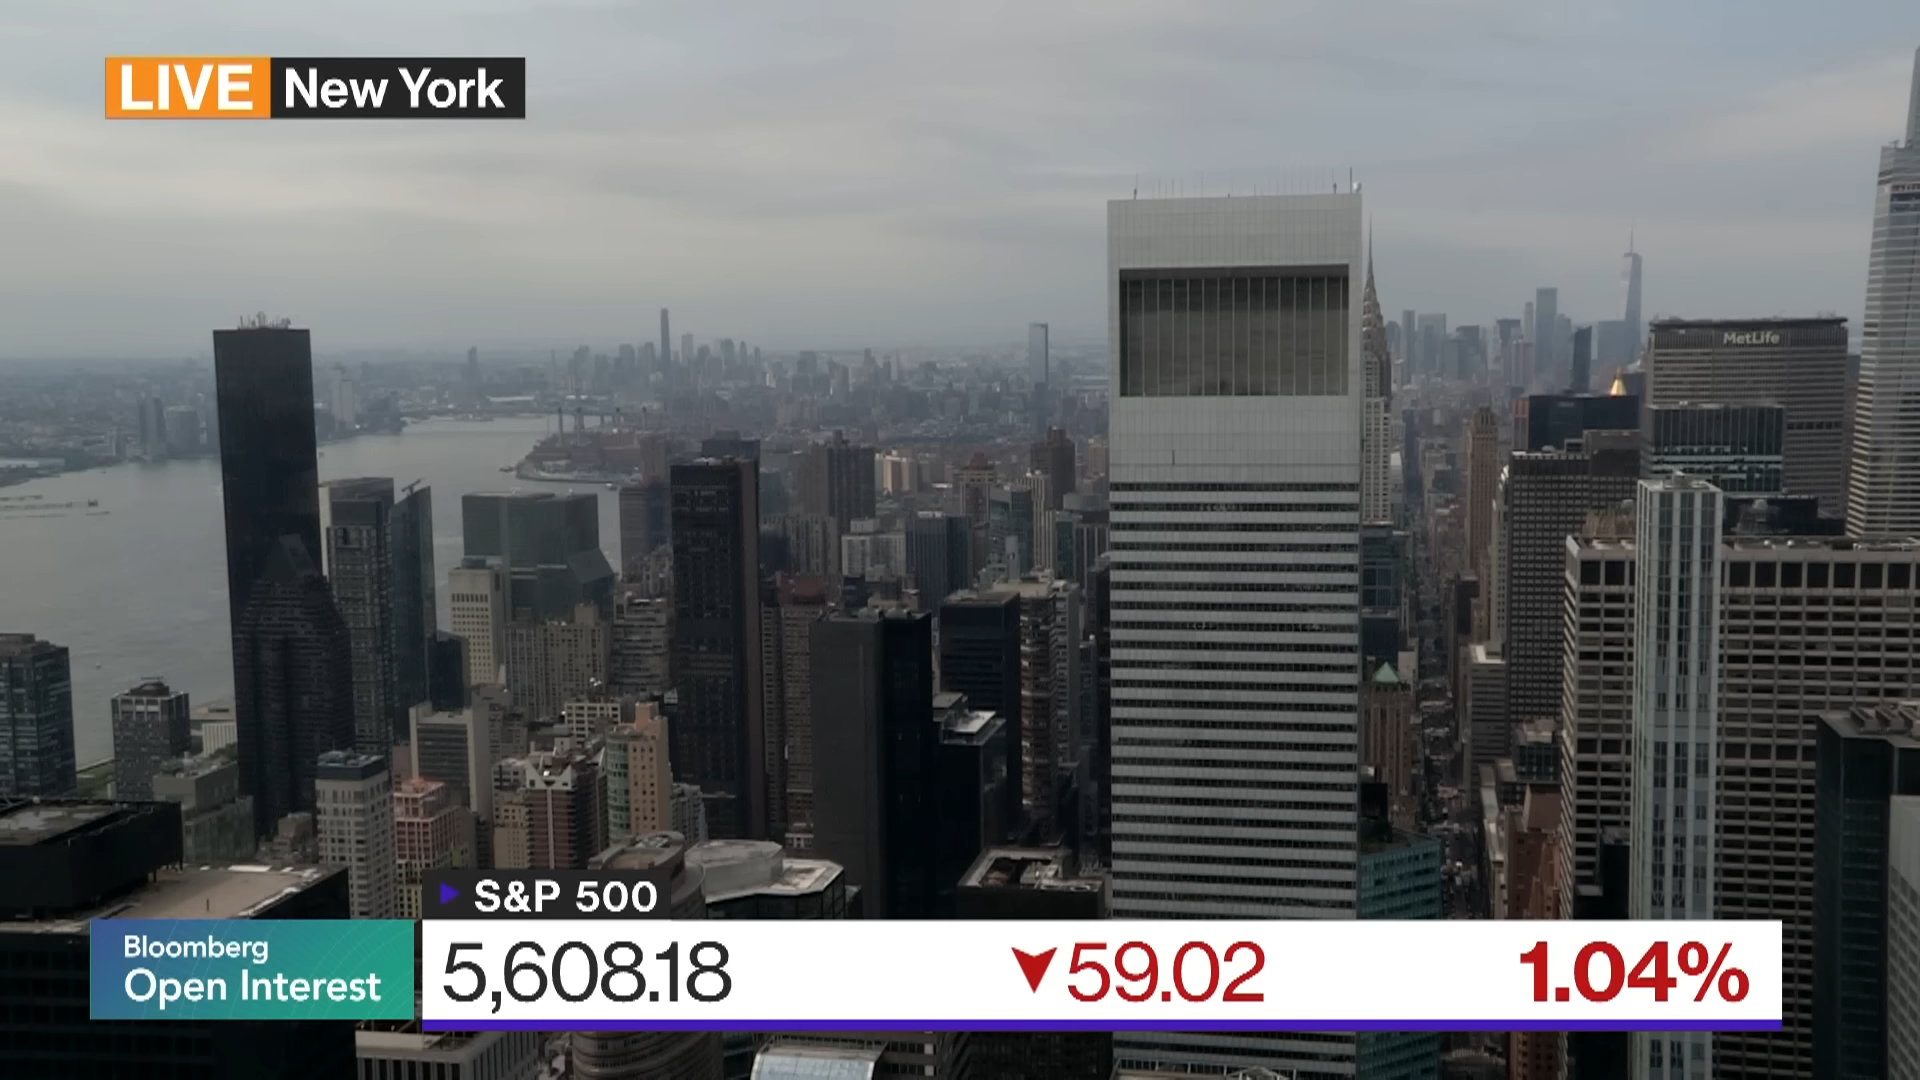 LIVE New York
MetLife
S&P 500
Bloomberg
Open Interest
5,608.18 ▼59.02 1.04%